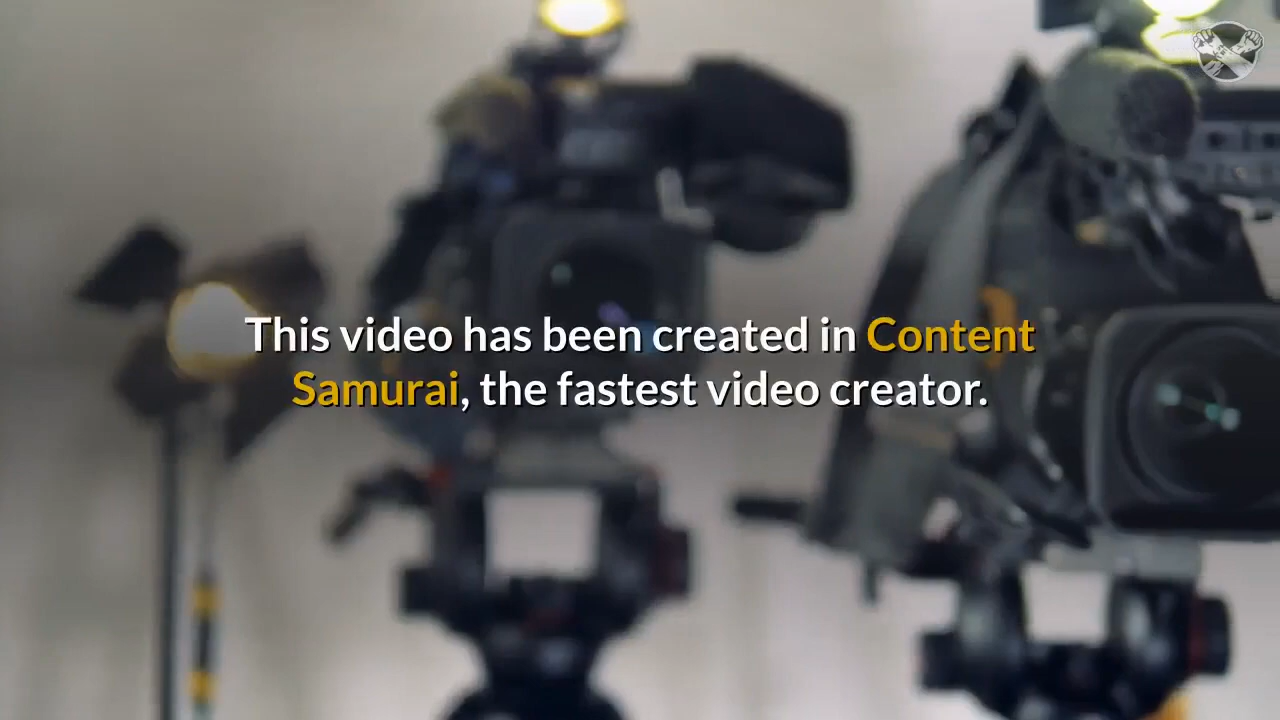 This video has been created in Content
Samurai, the fastest video creator.